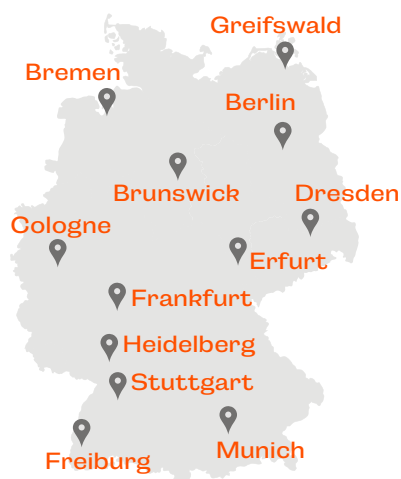 Greifswald
Bremen
Berlin
Brunswick
Dresden
Cologne
Erfurt
Frankfurt
Heidelberg
Stuttgart
Munich
Freiburg